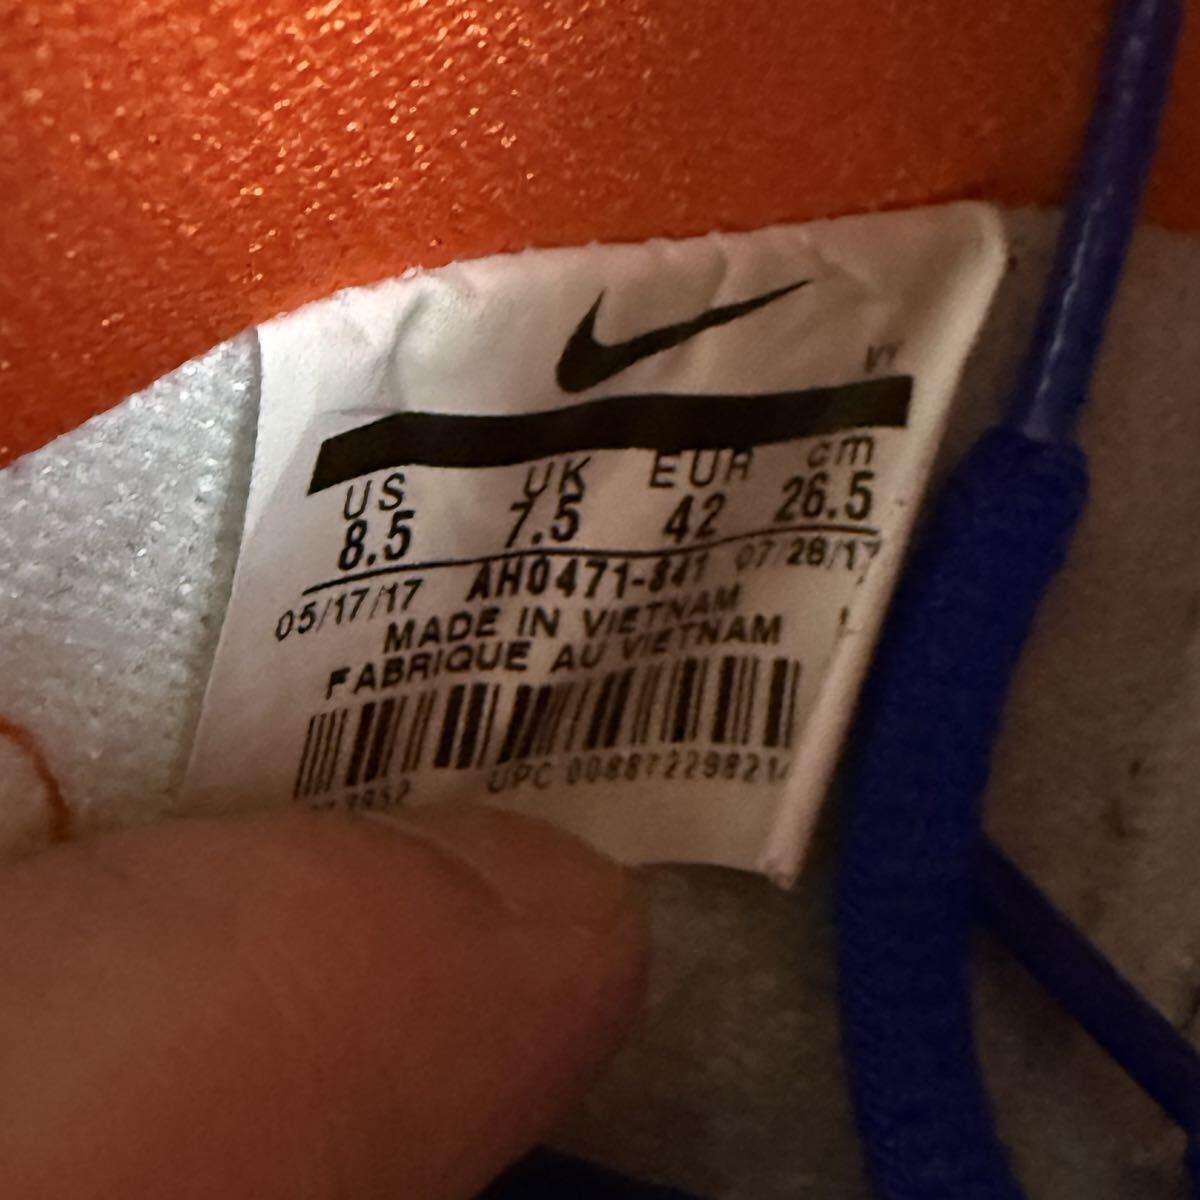 VT
US UK EUR cm
8.5 7.5 42 26.5
05/17/17 AH0471-841 07/28/17
MADE IN VIETNAM
FABRIQUE AU VIETNAM
UPC